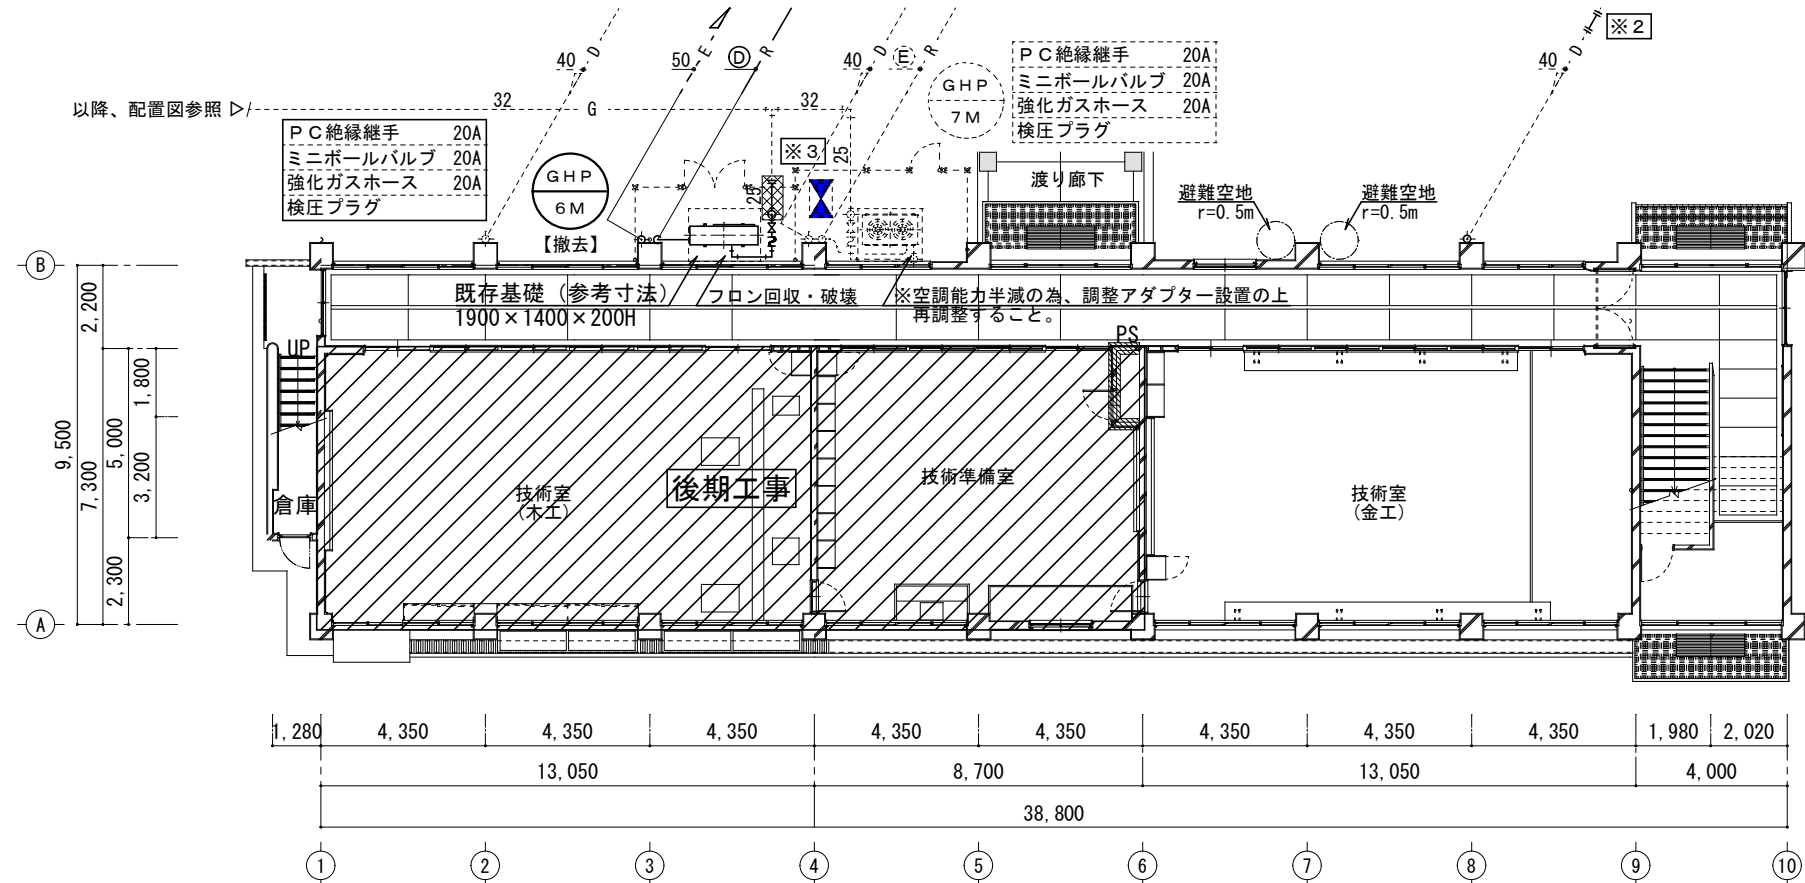 ※2
40 D
50 E
Ⓓ R
40 D
Ⓔ R
40 D
以降、配置図参照 ▷
32 G 32
PC絶縁継手 20A
ミニボールバルブ 20A
強化ガスホース 20A
検圧プラグ
GHP
7M
PC絶縁継手 20A
ミニボールバルブ 20A
強化ガスホース 20A
検圧プラグ
GHP
6M
【撤去】
※3
25
25
渡り廊下
避難空地
r=0.5m
避難空地
r=0.5m
B
既存基礎(参考寸法)
1900×1400×200H
フロン回収・破壊
※空調能力半減の為、調整アダプター設置の上
再調整すること。
UP
PS
2,200
1,800
9,500
7,300
5,000
3,200
2,300
倉庫
技術室
(木工)
後期工事
技術準備室
技術室
(金工)
A
1,280 4,350 4,350 4,350 4,350 4,350 4,350 4,350 4,350 1,980 2,020
13,050 8,700 13,050 4,000
38,800
1 2 3 4 5 6 7 8 9 10